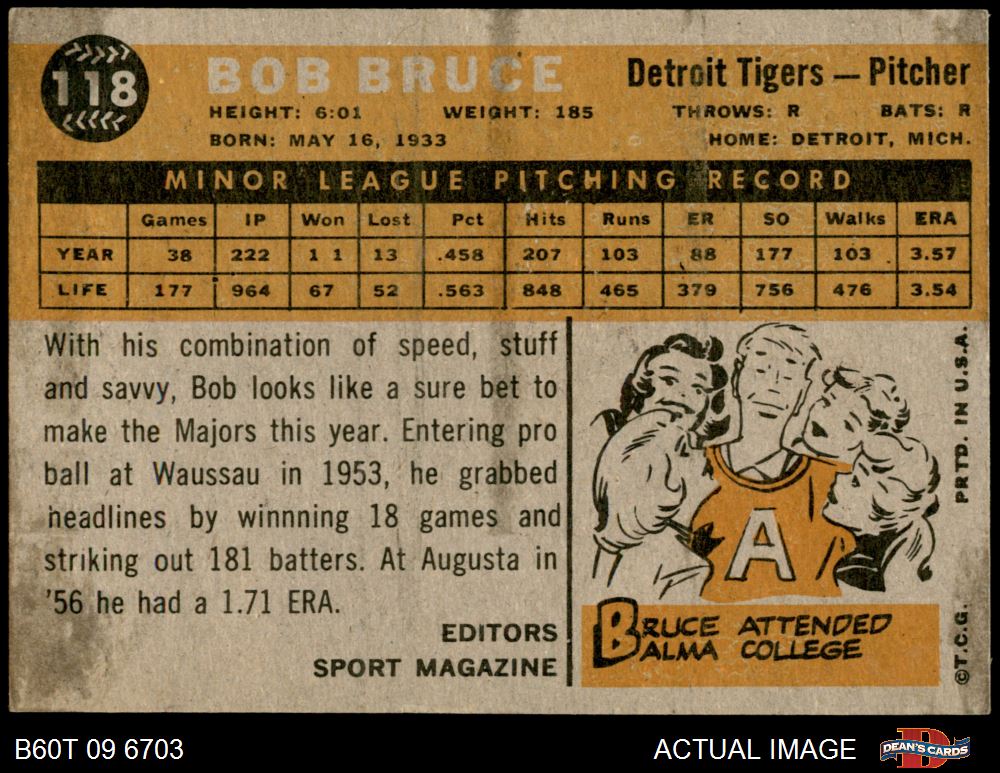 118
BOB BRUCE
Detroit Tigers — Pitcher
HEIGHT: 6:01 WEIGHT: 185 THROWS: R BATS: R
BORN: MAY 16, 1933 HOME: DETROIT, MICH.
MINOR LEAGUE PITCHING RECORD
Games IP Won Lost Pct Hits Runs ER SO Walks ERA
YEAR 38 222 1 1 13 .458 207 103 88 177 103 3.57
LIFE 177 964 67 52 .563 848 465 379 756 476 3.54
With his combination of speed, stuff
and savvy, Bob looks like a sure bet to
make the Majors this year. Entering pro
ball at Waussau in 1953, he grabbed
headlines by winnning 18 games and
striking out 181 batters. At Augusta in
'56 he had a 1.71 ERA.
EDITORS
SPORT MAGAZINE
A
BRUCE ATTENDED
ALMA COLLEGE
©T.C.G. PRTD. IN U.S.A.
B60T 09 6703
ACTUAL IMAGE
DEAN'S CARDS